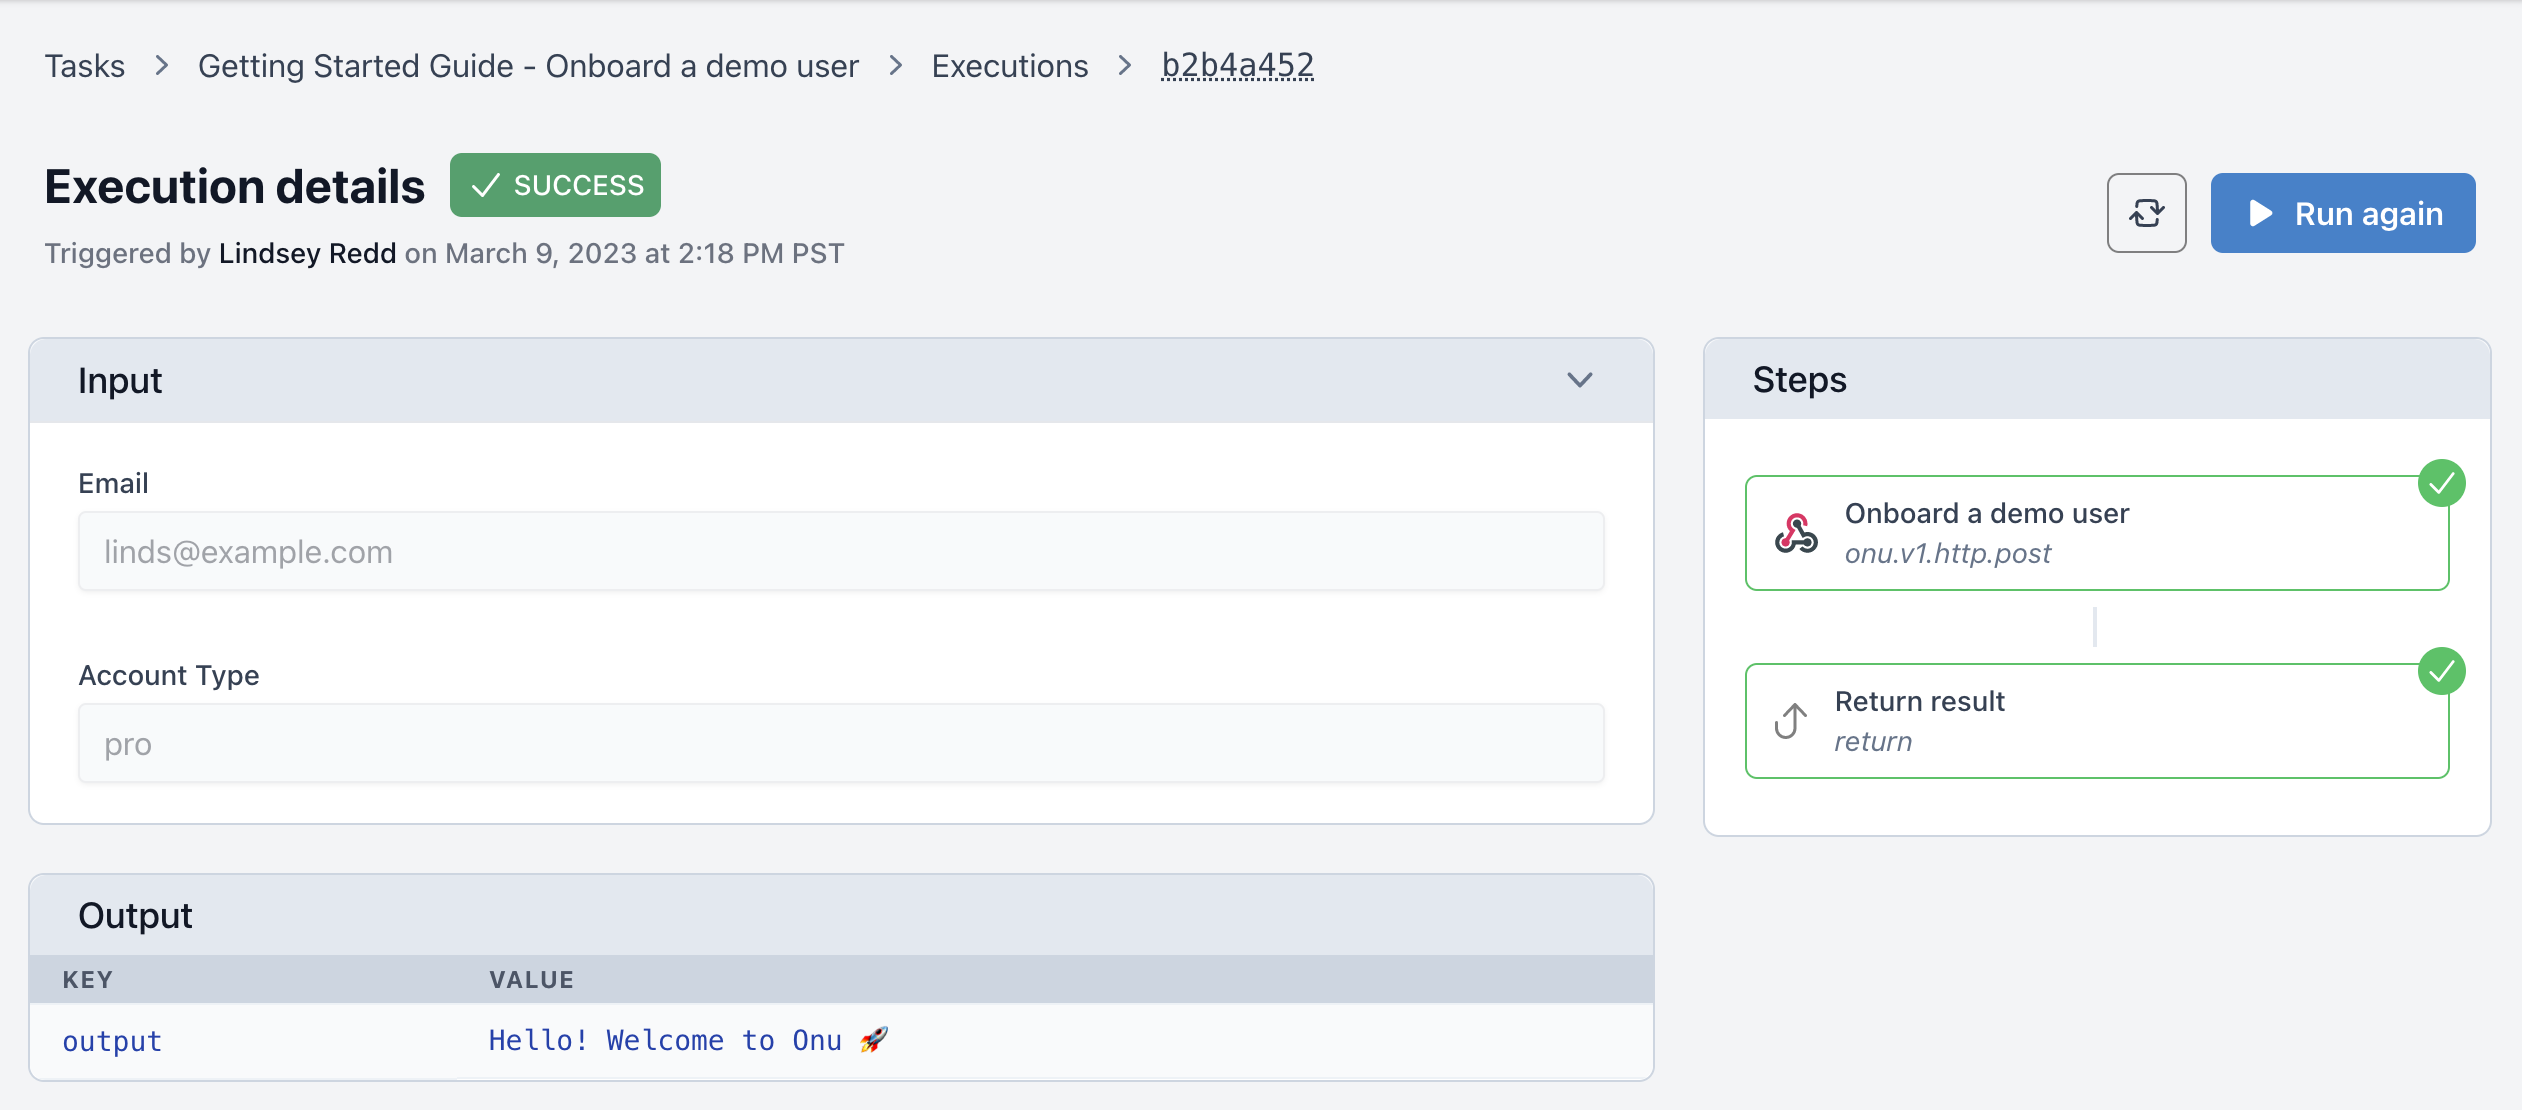 Tasks > Getting Started Guide - Onboard a demo user > Executions > b2b4a452
Execution details
SUCCESS
Triggered by Lindsey Redd on March 9, 2023 at 2:18 PM PST
Run again
Input
Email
linds@example.com
Account Type
pro
Steps
Onboard a demo user
onu.v1.http.post
Return result
return
Output
KEY VALUE
output Hello! Welcome to Onu 🚀